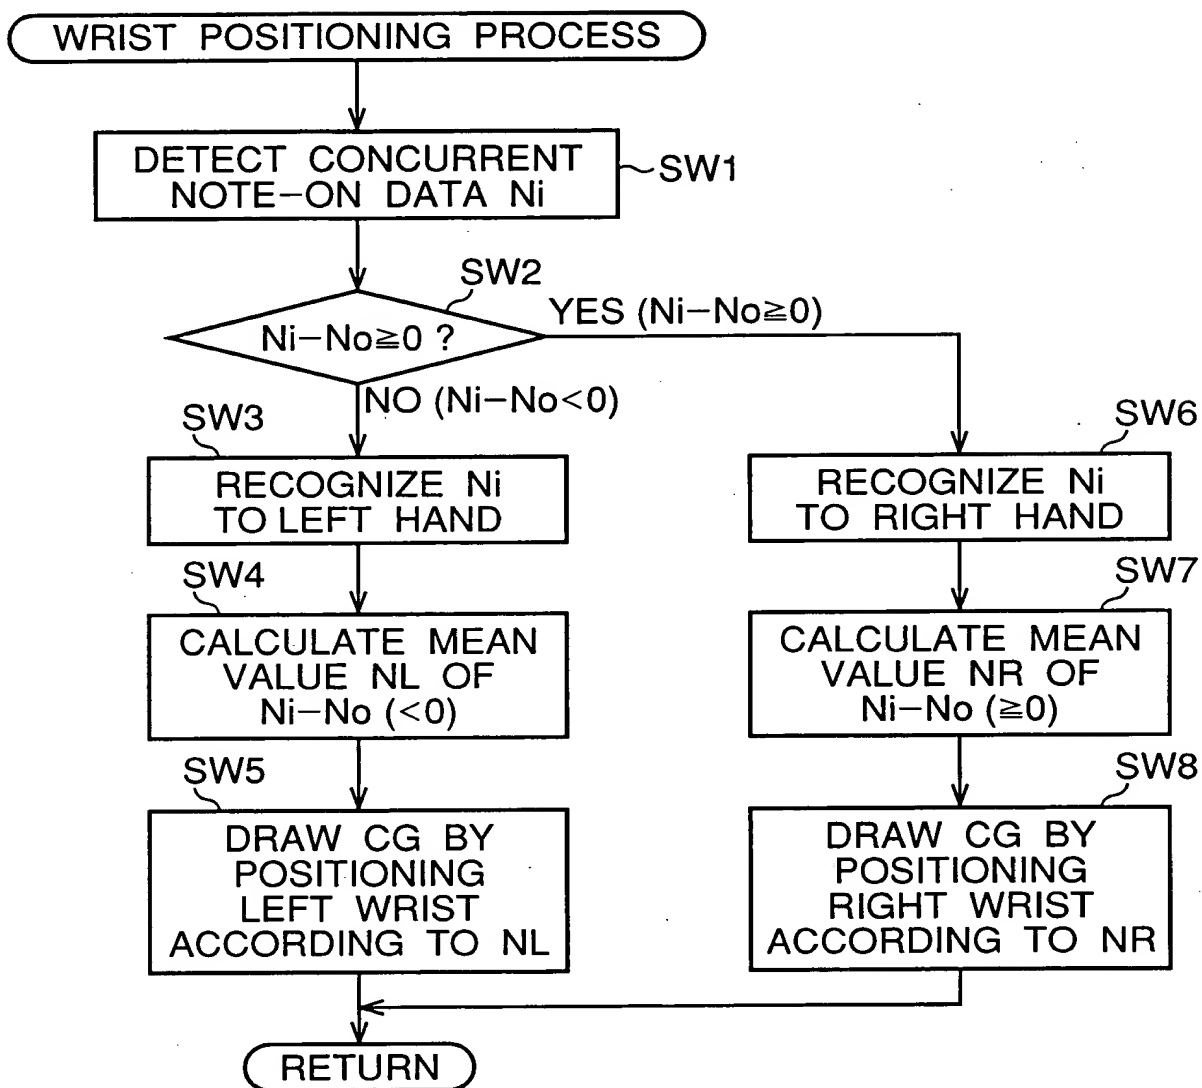 WRIST POSITIONING PROCESS
DETECT CONCURRENT
NOTE-ON DATA Ni
SW1
SW2
Ni-No≧0 ?
YES (Ni-No≧0)
NO (Ni-No<0)
SW3
RECOGNIZE Ni
TO LEFT HAND
SW4
CALCULATE MEAN
VALUE NL OF
Ni-No (<0)
SW5
DRAW CG BY
POSITIONING
LEFT WRIST
ACCORDING TO NL
SW6
RECOGNIZE Ni
TO RIGHT HAND
SW7
CALCULATE MEAN
VALUE NR OF
Ni-No (≧0)
SW8
DRAW CG BY
POSITIONING
RIGHT WRIST
ACCORDING TO NR
RETURN